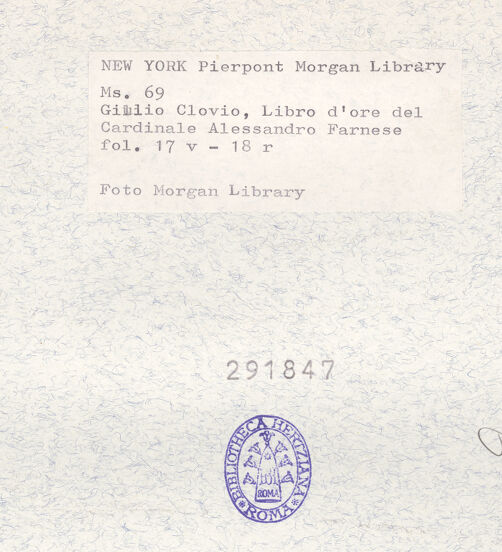 NEW YORK Pierpont Morgan Library
Ms. 69
Giulio Clovio, Libro d'ore del
Cardinale Alessandro Farnese
fol. 17 v - 18 r
Foto Morgan Library
291847
BIBLIOTHECA HERTZIANA
ROMA
ROMA